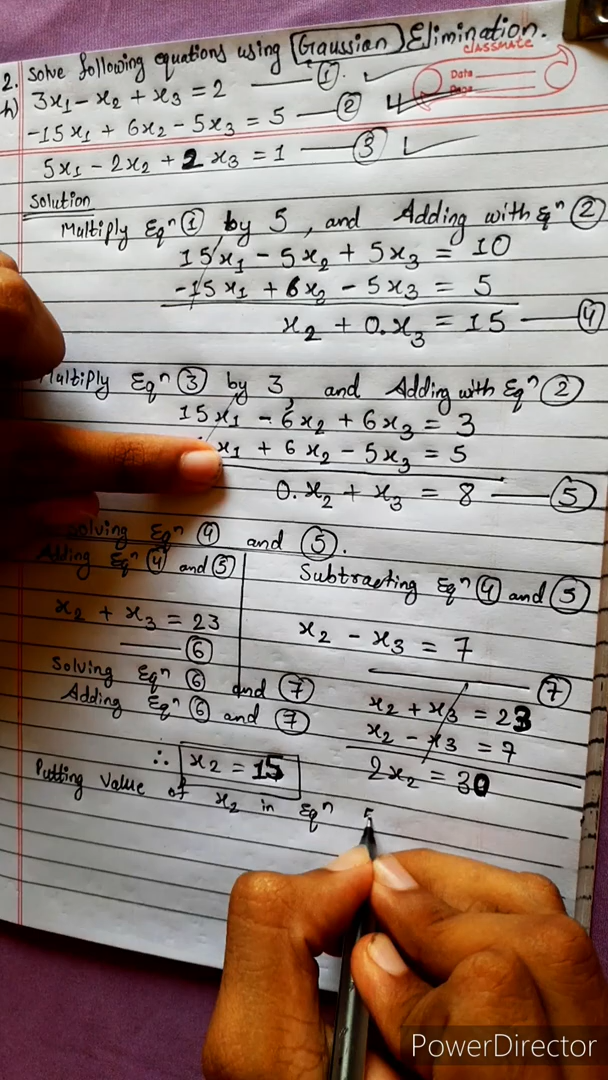 2. Solve following equations using Gaussian Elimination.
CLASSMATE
Date
Page
h) 3x₁ - x₂ + x₃ = 2 —— ①
-15x₁ + 6x₂ - 5x₃ = 5 —— ②
5x₁ - 2x₂ + 2x₃ = 1 —— ③
Solution
Multiply Eqⁿ ① by 5, and Adding with Eqⁿ ②
15x₁ - 5x₂ + 5x₃ = 10
-15x₁ + 6x₂ - 5x₃ = 5
x₂ + 0.x₃ = 15 —— ④
Multiply Eqⁿ ③ by 3, and Adding with Eqⁿ ②
15x₁ - 6x₂ + 6x₃ = 3
x₁ + 6x₂ - 5x₃ = 5
0.x₂ + x₃ = 8 —— ⑤
Solving Eqⁿ ④ and ⑤.
Adding Eqⁿ ④ and ⑤
x₂ + x₃ = 23
—— ⑥
Subtracting Eqⁿ ④ and ⑤
x₂ - x₃ = 7
—— ⑦
Solving Eqⁿ ⑥ and ⑦
Adding Eqⁿ ⑥ and ⑦
x₂ + x₃ = 23
x₂ - x₃ = 7
2x₂ = 30
∴ x₂ = 15
Putting Value of x₂ in Eqⁿ
PowerDirector